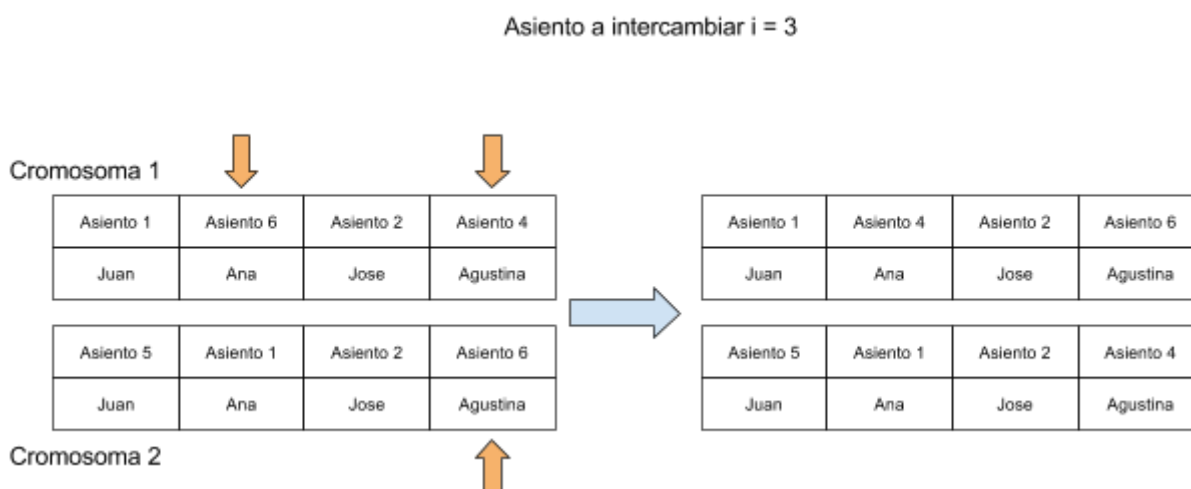 Asiento a intercambiar i = 3
Cromosoma 1
Asiento 1 Asiento 6 Asiento 2 Asiento 4
Juan Ana Jose Agustina
Asiento 5 Asiento 1 Asiento 2 Asiento 6
Juan Ana Jose Agustina
Cromosoma 2
Asiento 1 Asiento 4 Asiento 2 Asiento 6
Juan Ana Jose Agustina
Asiento 5 Asiento 1 Asiento 2 Asiento 4
Juan Ana Jose Agustina